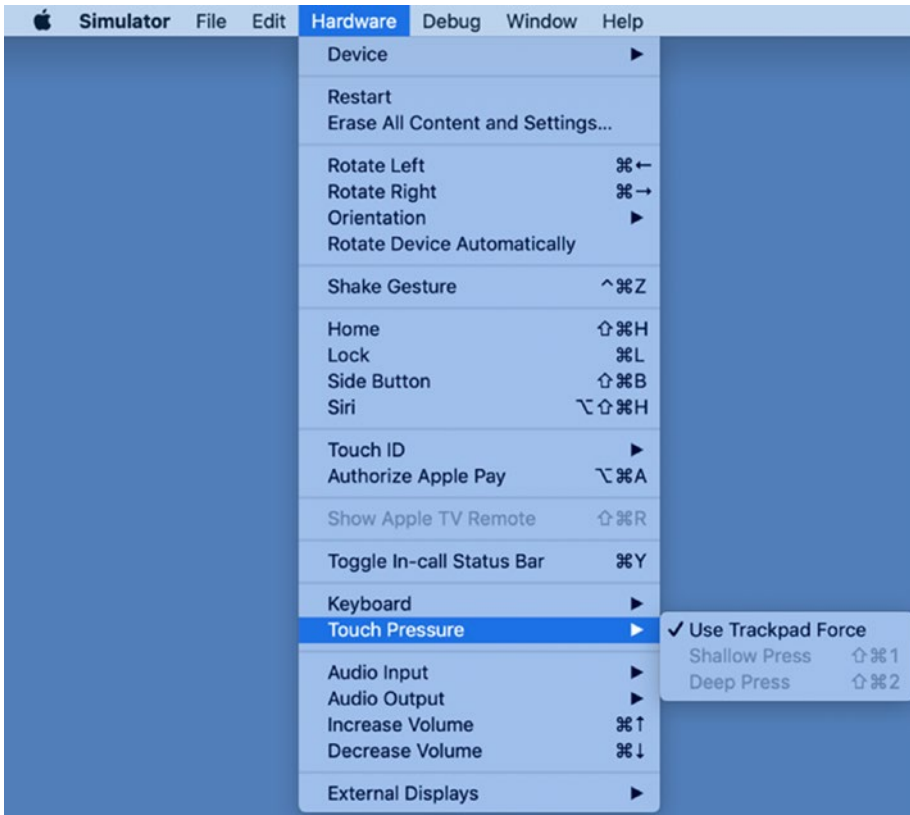 Simulator File Edit Hardware Debug Window Help
Device ▶
Restart
Erase All Content and Settings...
Rotate Left ⌘←
Rotate Right ⌘→
Orientation ▶
Rotate Device Automatically
Shake Gesture ^⌘Z
Home ⇧⌘H
Lock ⌘L
Side Button ⇧⌘B
Siri ⌥⇧⌘H
Touch ID ▶
Authorize Apple Pay ⌥⌘A
Show Apple TV Remote ⇧⌘R
Toggle In-call Status Bar ⌘Y
Keyboard ▶
Touch Pressure ▶
✓ Use Trackpad Force
Shallow Press ⇧⌘1
Deep Press ⇧⌘2
Audio Input ▶
Audio Output ▶
Increase Volume ⌘↑
Decrease Volume ⌘↓
External Displays ▶